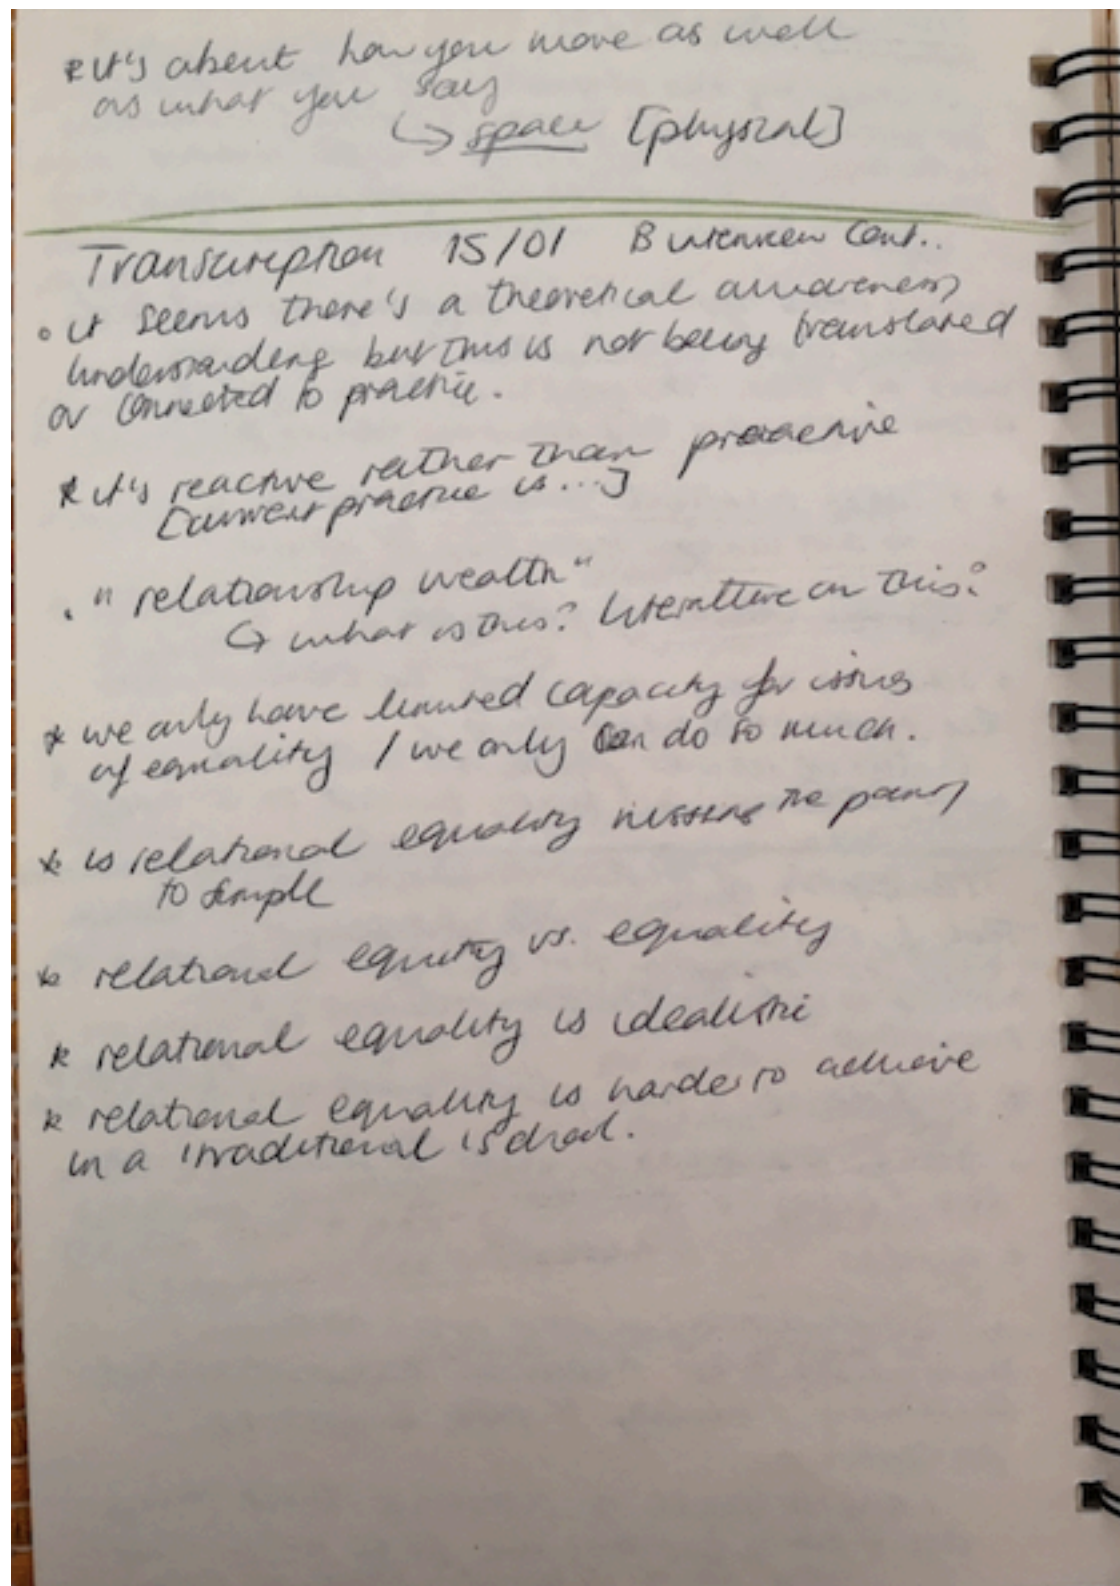 * it's about how you move as well
as what you say
↳ space [physical]
Transcription 15/01 B interview Cont..
• it seems there's a theoretical awareness
understanding but this is not being translated
or connected to practice.
* it's reactive rather than proactive
[current practice is...]
. "relationship wealth"
↳ what is this? Literature on this?
* we only have limited capacity for issues
of equality / we only can do so much.
* is relational equality missing the point
to simple
* relational equity vs. equality
* relational equality is idealistic
* relational equality is harder to achieve
in a traditional school.